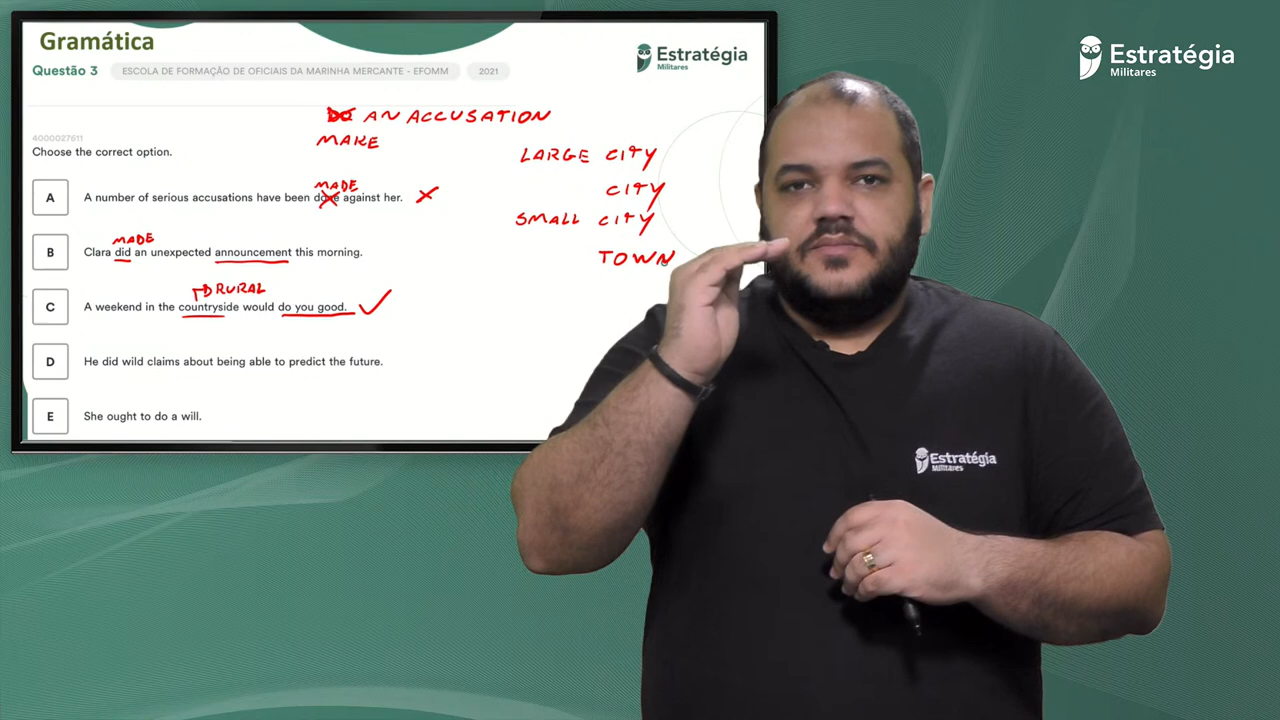 Gramática
Questão 3 ESCOLA DE FORMAÇÃO DE OFICIAIS DA MARINHA MERCANTE - EFOMM 2021
Estratégia
Militares
Estratégia
Militares
4000027611
Choose the correct option.
DO AN ACCUSATION
MAKE
LARGE CITY
CITY
SMALL CITY
TOWN
MADE
A A number of serious accusations have been done against her.
MADE
B Clara did an unexpected announcement this morning.
RURAL
C A weekend in the countryside would do you good.
D He did wild claims about being able to predict the future.
E She ought to do a will.
Estratégia
Militares